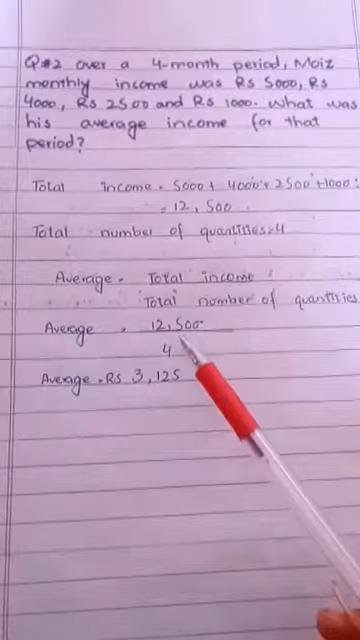 Q#2 over a 4-month period, Moiz
monthly income was Rs 5000, Rs
4000, Rs 2500 and Rs 1000. What was
his average income for that
period?
Total income = 5000 + 4000 + 2500 + 1000
= 12,500
Total number of quantities = 4
Average = Total income
Total number of quantities
Average = 12,500
4
Average = Rs 3,125